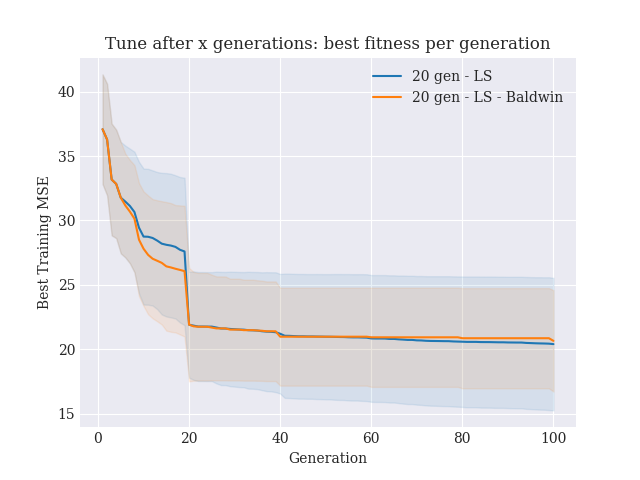 Tune after x generations: best fitness per generation
20 gen - LS
20 gen - LS - Baldwin
Best Training MSE
40
35
30
25
20
15
0
20
40
60
80
100
Generation